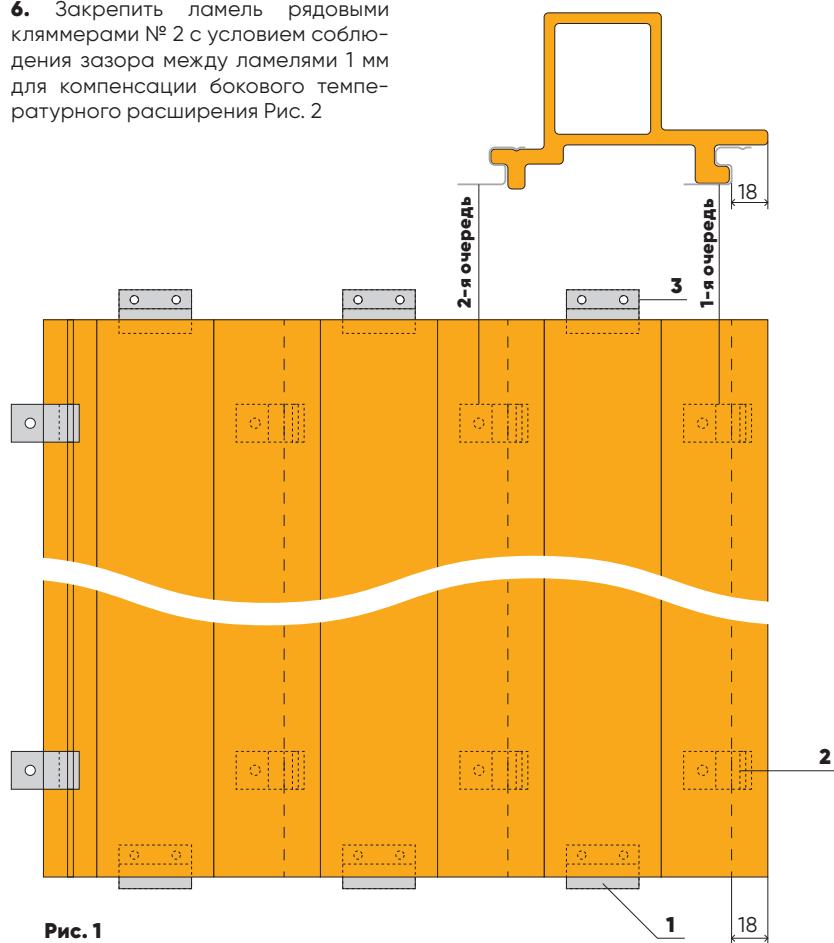 6. Закрепить ламель рядовыми
кляммерами № 2 с условием соблю-
дения зазора между ламелями 1 мм
для компенсации бокового темпе-
ратурного расширения Рис. 2
18
2-я очередь
1-я очередь
3
2
1
18
Рис. 1